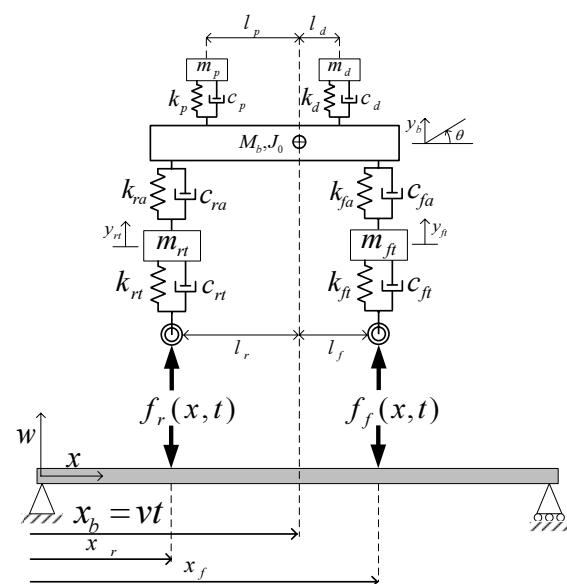 l_p l_d
m_p m_d
k_p c_p k_d c_d
M_b, J_0 y_b θ
k_ra c_ra k_fa c_fa
y_rt m_rt m_ft y_ft
k_rt c_rt k_ft c_ft
l_r l_f
f_r(x,t) f_f(x,t)
w x
x_b = vt
x_r
x_f